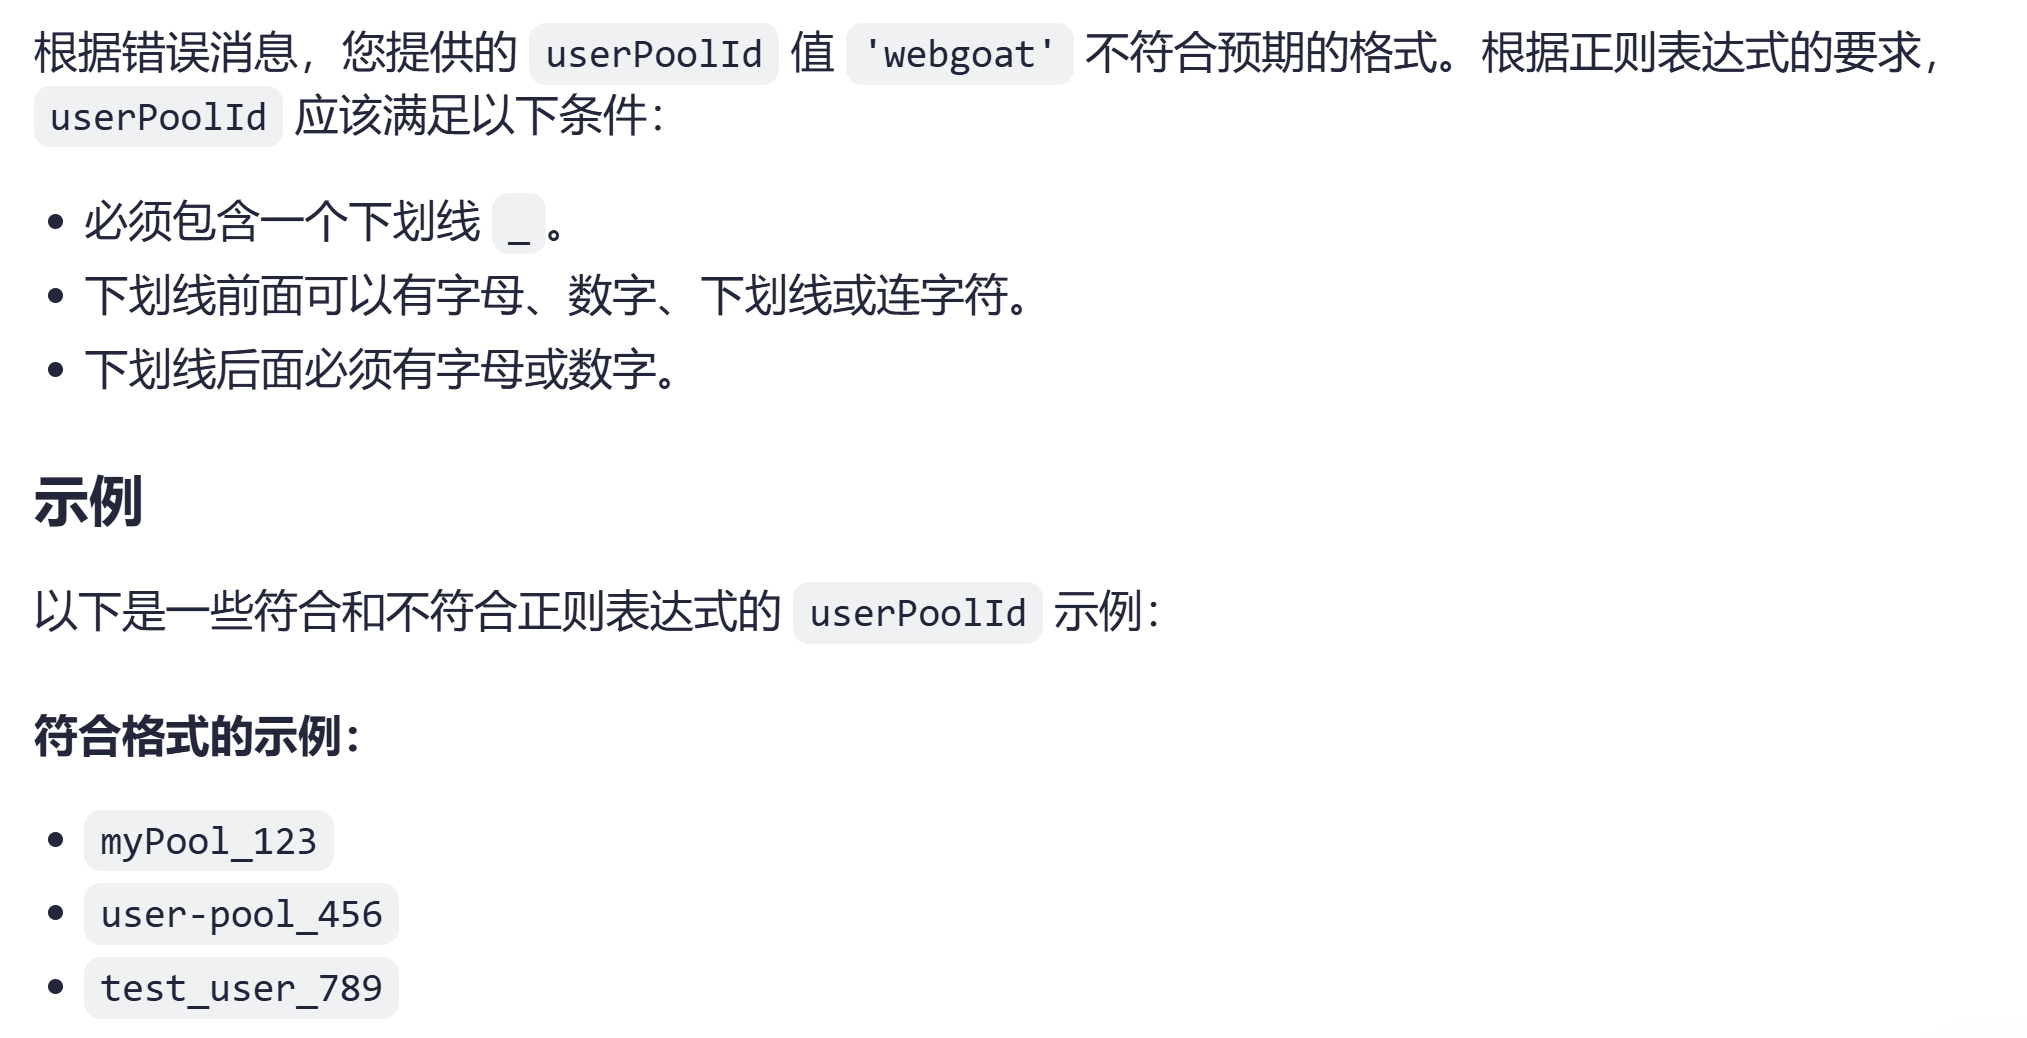 根据错误消息，您提供的 userPoolId 值 'webgoat' 不符合预期的格式。根据正则表达式的要求，
userPoolId 应该满足以下条件：
• 必须包含一个下划线 _。
• 下划线前面可以有字母、数字、下划线或连字符。
• 下划线后面必须有字母或数字。
示例
以下是一些符合和不符合正则表达式的 userPoolId 示例：
符合格式的示例：
• myPool_123
• user-pool_456
• test_user_789